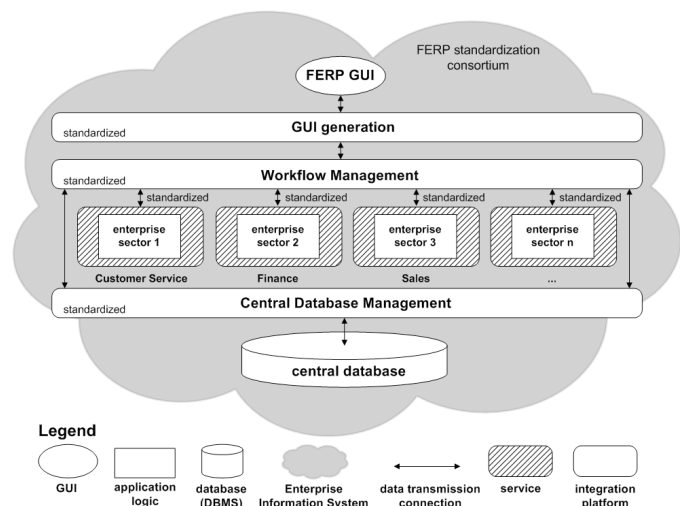 FERP standardization
consortium
FERP GUI
GUI generation
standardized
Workflow Management
standardized
standardized standardized standardized standardized
enterprise sector 1
enterprise sector 2
enterprise sector 3
enterprise sector n
Customer Service
Finance
Sales
...
Central Database Management
standardized
central database
Legend
GUI
application
logic
database
(DBMS)
Enterprise
Information System
data transmission
connection
service
integration
platform